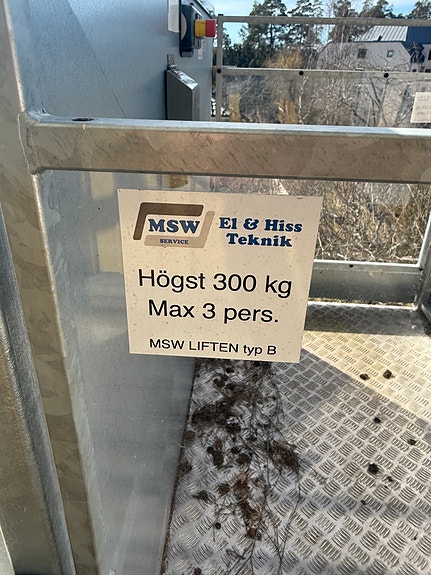 MSW
SERVICE
El & Hiss
Teknik
Högst 300 kg
Max 3 pers.
MSW LIFTEN typ B